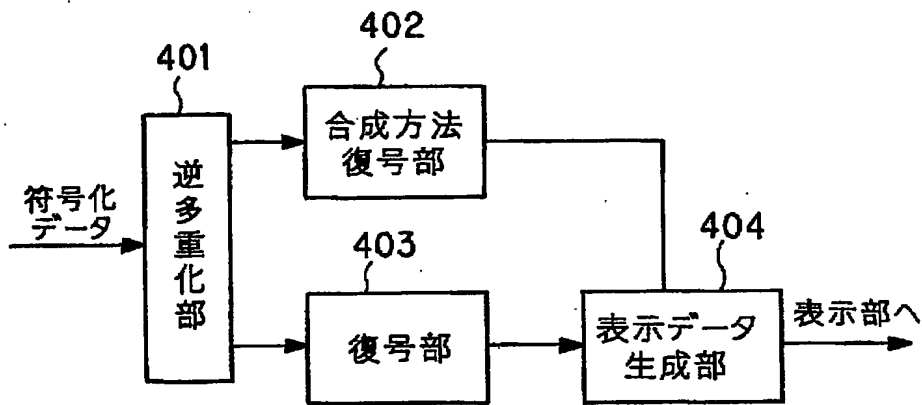 402
401
合成方法
復号部
符号化
データ
逆多重化部
403
404
復号部
表示データ
生成部
表示部へ